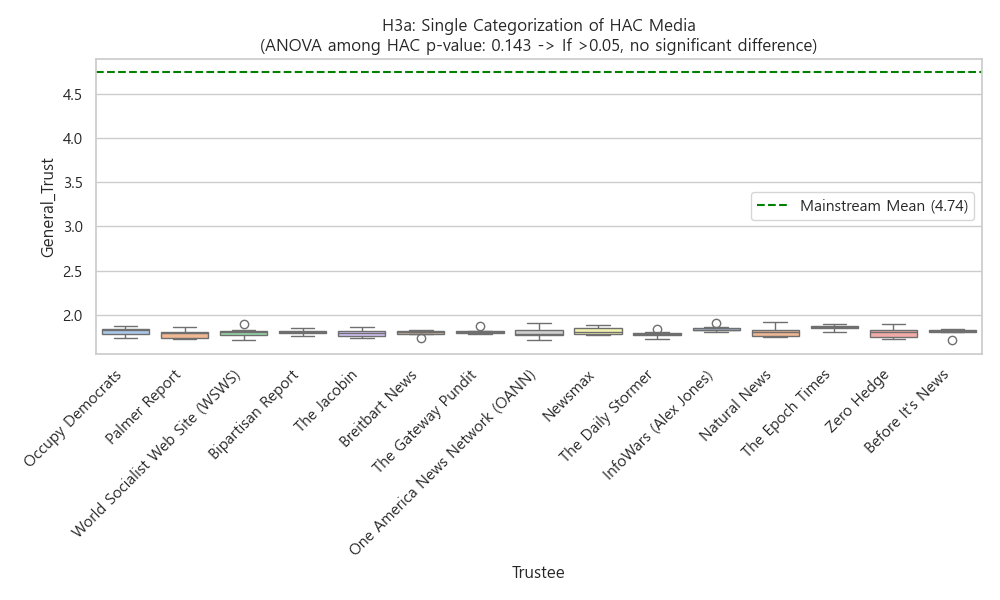 H3a: Single Categorization of HAC Media
(ANOVA among HAC p-value: 0.143 -> If >0.05, no significant difference)
General_Trust
4.5
4.0
3.5
3.0
2.5
2.0
Mainstream Mean (4.74)
Occupy Democrats
Palmer Report
World Socialist Web Site (WSWS)
Bipartisan Report
The Jacobin
Breitbart News
The Gateway Pundit
One America News Network (OANN)
Newsmax
The Daily Stormer
InfoWars (Alex Jones)
Natural News
The Epoch Times
Zero Hedge
Before It's News
Trustee